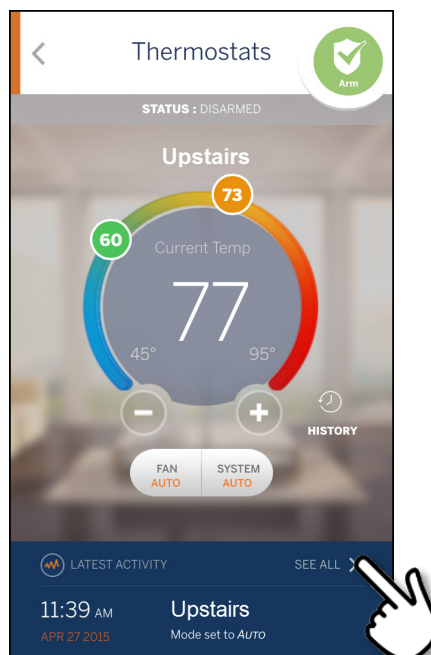 Thermostats
Arm
STATUS : DISARMED
Upstairs
73
60
Current Temp
77
45° 95°
HISTORY
FAN SYSTEM
AUTO AUTO
LATEST ACTIVITY SEE ALL
11:39 AM Upstairs
APR 27 2015 Mode set to AUTO